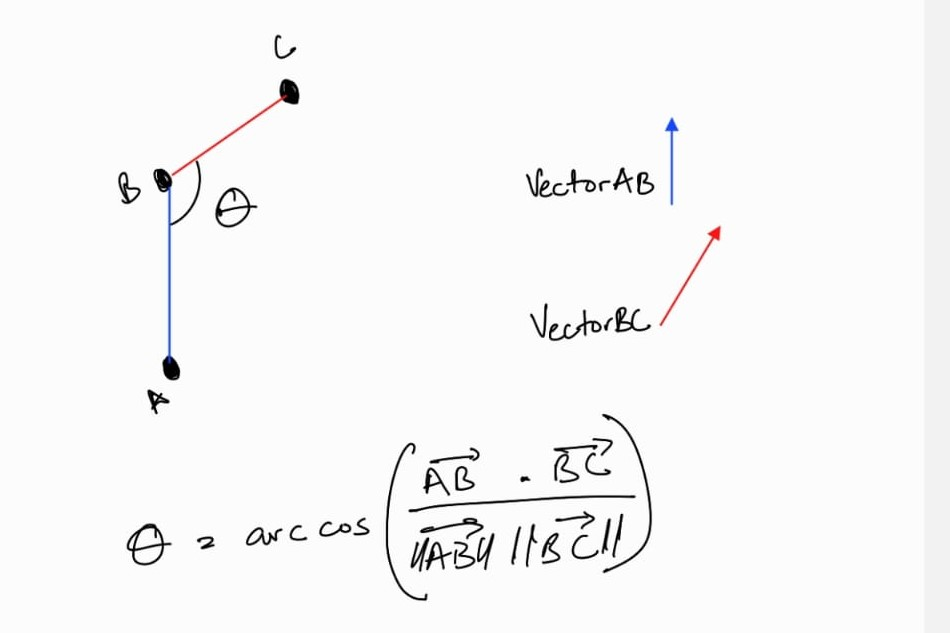 C
B
θ
A
VectorAB
VectorBC
θ = arc cos ( AB⃗ · BC⃗ / ||AB⃗|| ||BC⃗|| )